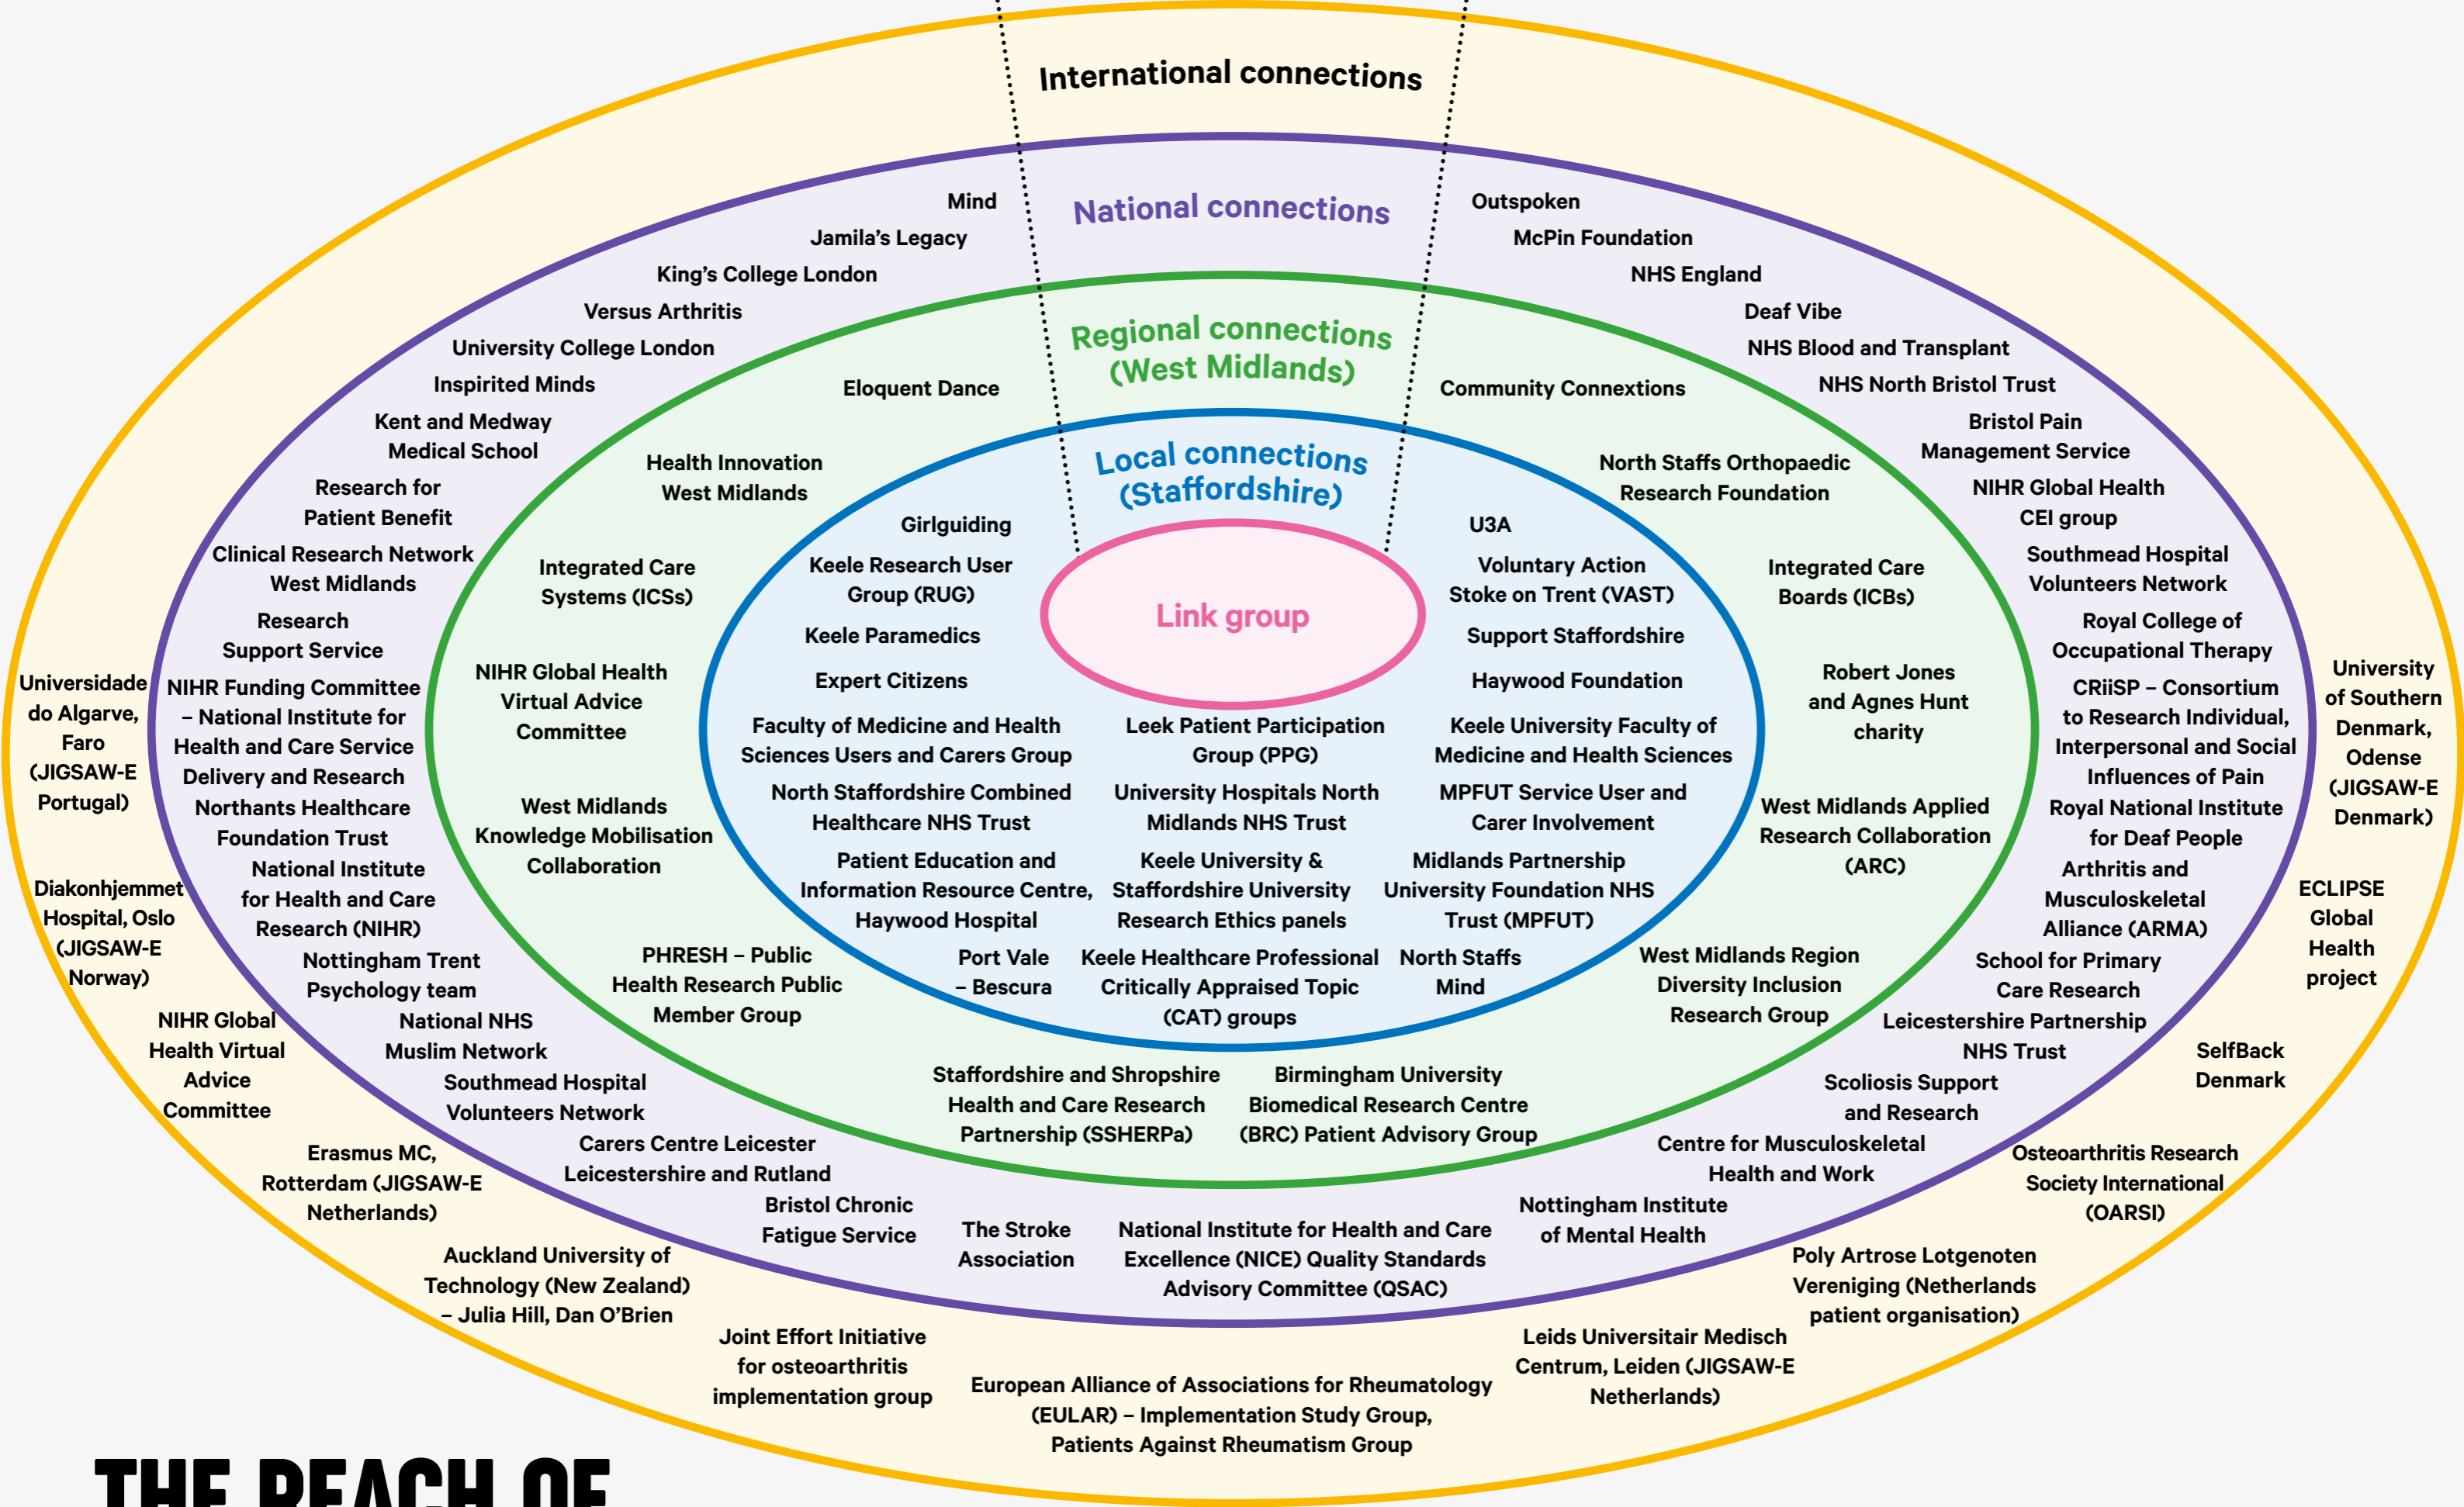 International connections
National connections
Mind
Jamila’s Legacy
King’s College London
Versus Arthritis
University College London
Inspirited Minds
Kent and Medway
Medical School
Research for
Patient Benefit
Clinical Research Network
West Midlands
Research
Support Service
NIHR Funding Committee
– National Institute for
Health and Care Service
Delivery and Research
Northants Healthcare
Foundation Trust
National Institute
for Health and Care
Research (NIHR)
Nottingham Trent
Psychology team
National NHS
Muslim Network
Southmead Hospital
Volunteers Network
Carers Centre Leicester
Leicestershire and Rutland
Bristol Chronic
Fatigue Service
The Stroke
Association
National Institute for Health and Care
Excellence (NICE) Quality Standards
Advisory Committee (QSAC)
Outspoken
McPin Foundation
NHS England
Deaf Vibe
NHS Blood and Transplant
NHS North Bristol Trust
Bristol Pain
Management Service
NIHR Global Health
CEI group
Southmead Hospital
Volunteers Network
Royal College of
Occupational Therapy
CRiiSP – Consortium
to Research Individual,
Interpersonal and Social
Influences of Pain
Royal National Institute
for Deaf People
Arthritis and
Musculoskeletal
Alliance (ARMA)
School for Primary
Care Research
Leicestershire Partnership
NHS Trust
Scoliosis Support
and Research
Centre for Musculoskeletal
Health and Work
Nottingham Institute
of Mental Health
Regional connections
(West Midlands)
Eloquent Dance
Health Innovation
West Midlands
Integrated Care
Systems (ICSs)
NIHR Global Health
Virtual Advice
Committee
West Midlands
Knowledge Mobilisation
Collaboration
PHRESH – Public
Health Research Public
Member Group
Staffordshire and Shropshire
Health and Care Research
Partnership (SSHERPa)
Birmingham University
Biomedical Research Centre
(BRC) Patient Advisory Group
Community Connextions
North Staffs Orthopaedic
Research Foundation
Integrated Care
Boards (ICBs)
Robert Jones
and Agnes Hunt
charity
West Midlands Applied
Research Collaboration
(ARC)
West Midlands Region
Diversity Inclusion
Research Group
Local connections
(Staffordshire)
Girlguiding
Keele Research User
Group (RUG)
Keele Paramedics
Expert Citizens
Faculty of Medicine and Health
Sciences Users and Carers Group
North Staffordshire Combined
Healthcare NHS Trust
Patient Education and
Information Resource Centre,
Haywood Hospital
Port Vale
– Bescura
Link group
Leek Patient Participation
Group (PPG)
University Hospitals North
Midlands NHS Trust
Keele University &
Staffordshire University
Research Ethics panels
Keele Healthcare Professional
Critically Appraised Topic
(CAT) groups
U3A
Voluntary Action
Stoke on Trent (VAST)
Support Staffordshire
Haywood Foundation
Keele University Faculty of
Medicine and Health Sciences
MPFUT Service User and
Carer Involvement
Midlands Partnership
University Foundation NHS
Trust (MPFUT)
North Staffs
Mind
Universidade
do Algarve,
Faro
(JIGSAW-E
Portugal)
Diakonhjemmet
Hospital, Oslo
(JIGSAW-E
Norway)
NIHR Global
Health Virtual
Advice
Committee
Erasmus MC,
Rotterdam (JIGSAW-E
Netherlands)
Auckland University of
Technology (New Zealand)
– Julia Hill, Dan O’Brien
Joint Effort Initiative
for osteoarthritis
implementation group
European Alliance of Associations for Rheumatology
(EULAR) – Implementation Study Group,
Patients Against Rheumatism Group
Leids Universitair Medisch
Centrum, Leiden (JIGSAW-E
Netherlands)
Poly Artrose Lotgenoten
Vereniging (Netherlands
patient organisation)
Osteoarthritis Research
Society International
(OARSI)
SelfBack
Denmark
ECLIPSE
Global
Health
project
University
of Southern
Denmark,
Odense
(JIGSAW-E
Denmark)
THE REACH OF